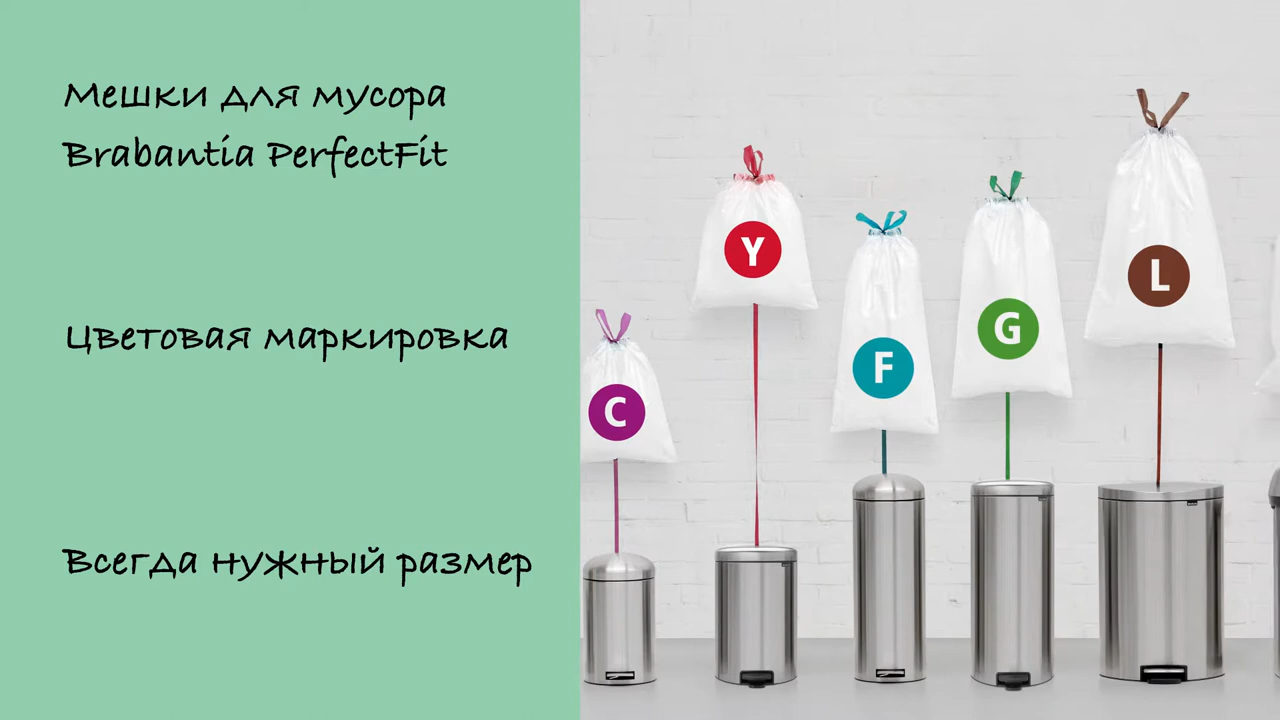 Мешки для мусора
Brabantia PerfectFit
Цветовая маркировка
Всегда нужный размер
C
Y
F
G
L